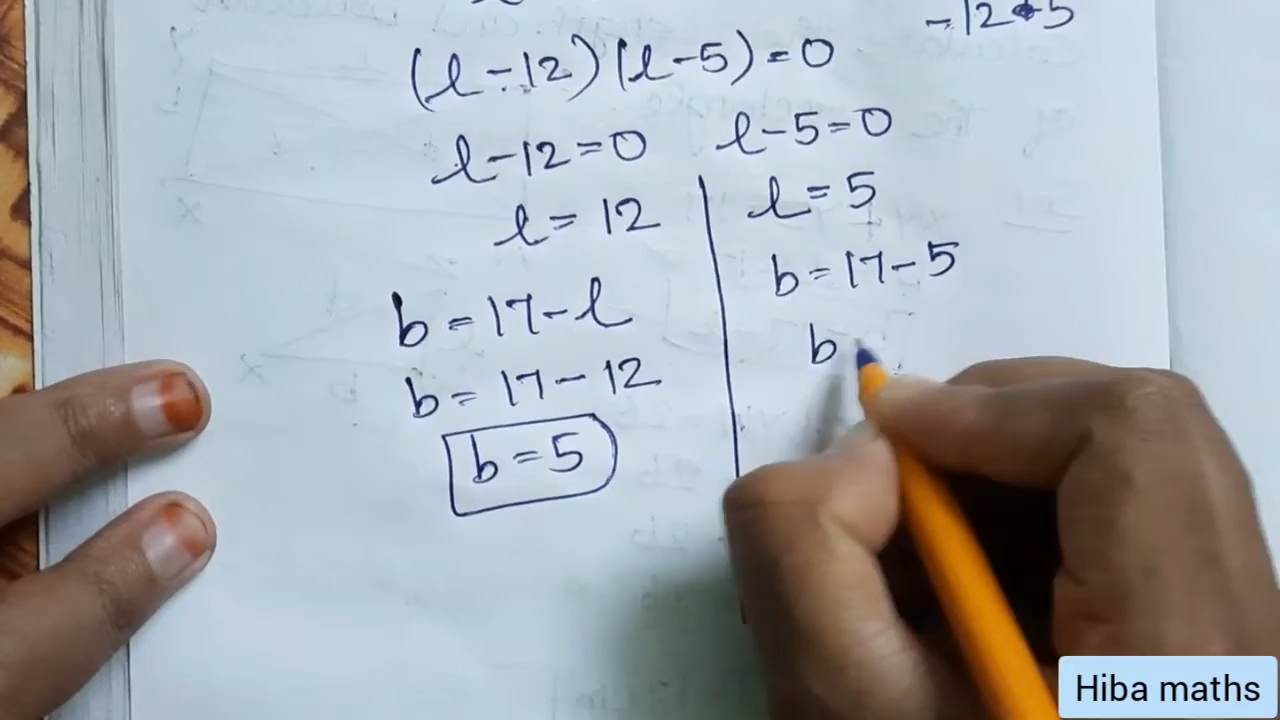 -12 -5
(l-12)(l-5)=0
l-12=0 l-5=0
l=12
l=5
b=17-l
b=17-5
b=17-12
b
b=5
Hiba maths